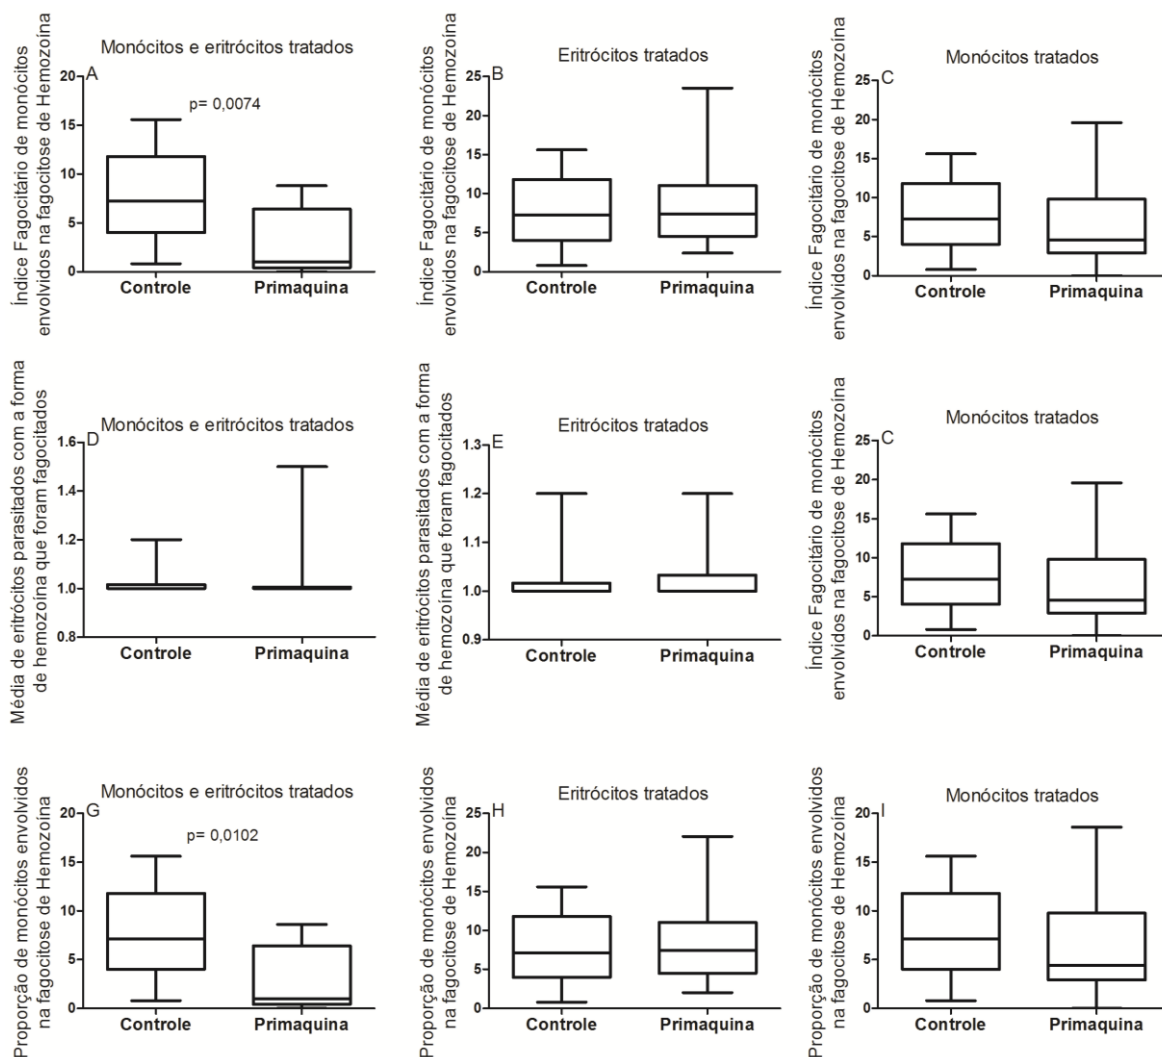 A
Monócitos e eritrócitos tratados
Índice Fagocitário de monócitos
envolvidos na fagocitose de Hemozoína
20
15
10
5
0
p= 0,0074
Controle
Primaquina
B
Eritrócitos tratados
Índice Fagocitário de monócitos
envolvidos na fagocitose de Hemozoína
25
20
15
10
5
0
Controle
Primaquina
C
Monócitos tratados
Índice Fagocitário de monócitos
envolvidos na fagocitose de Hemozoína
25
20
15
10
5
0
Controle
Primaquina
D
Monócitos e eritrócitos tratados
Média de eritrócitos parasitados com a forma
de hemozoína que foram fagocitados
1.6
1.4
1.2
1.0
0.8
Controle
Primaquina
E
Eritrócitos tratados
Média de eritrócitos parasitados com a forma
de hemozoína que foram fagocitados
1.3
1.2
1.1
1.0
0.9
Controle
Primaquina
C
Monócitos tratados
Índice Fagocitário de monócitos
envolvidos na fagocitose de Hemozoína
25
20
15
10
5
0
Controle
Primaquina
G
Monócitos e eritrócitos tratados
Proporção de monócitos envolvidos
na fagocitose de Hemozoína
20
15
10
5
0
p= 0,0102
Controle
Primaquina
H
Eritrócitos tratados
Proporção de monócitos envolvidos
na fagocitose de Hemozoína
25
20
15
10
5
0
Controle
Primaquina
I
Monócitos tratados
Proporção de monócitos envolvidos
na fagocitose de Hemozoína
20
15
10
5
0
Controle
Primaquina